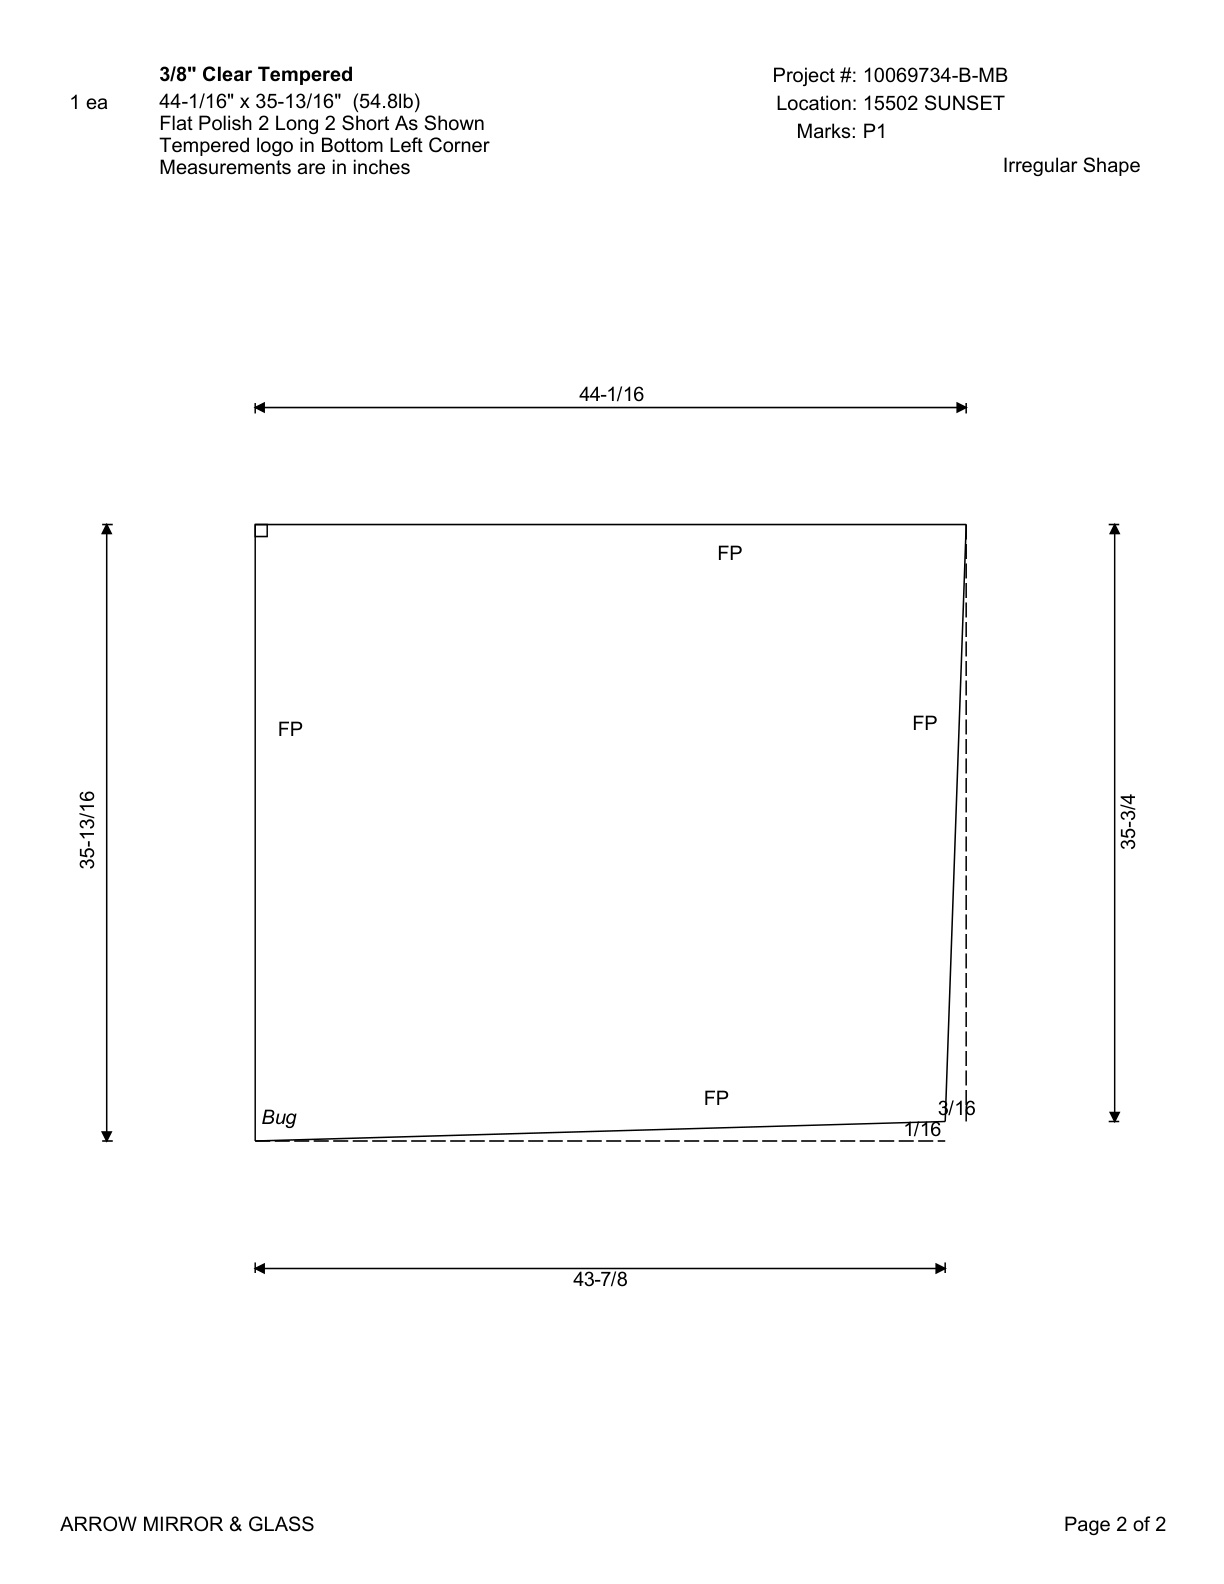 3/8" Clear Tempered
1 ea
44-1/16" x 35-13/16" (54.8lb)
Flat Polish 2 Long 2 Short As Shown
Tempered logo in Bottom Left Corner
Measurements are in inches
Project #: 10069734-B-MB
Location: 15502 SUNSET
Marks: P1
Irregular Shape
44-1/16
FP
FP
FP
35-13/16
35-3/4
FP
3/16
Bug
1/16
43-7/8
ARROW MIRROR & GLASS
Page 2 of 2